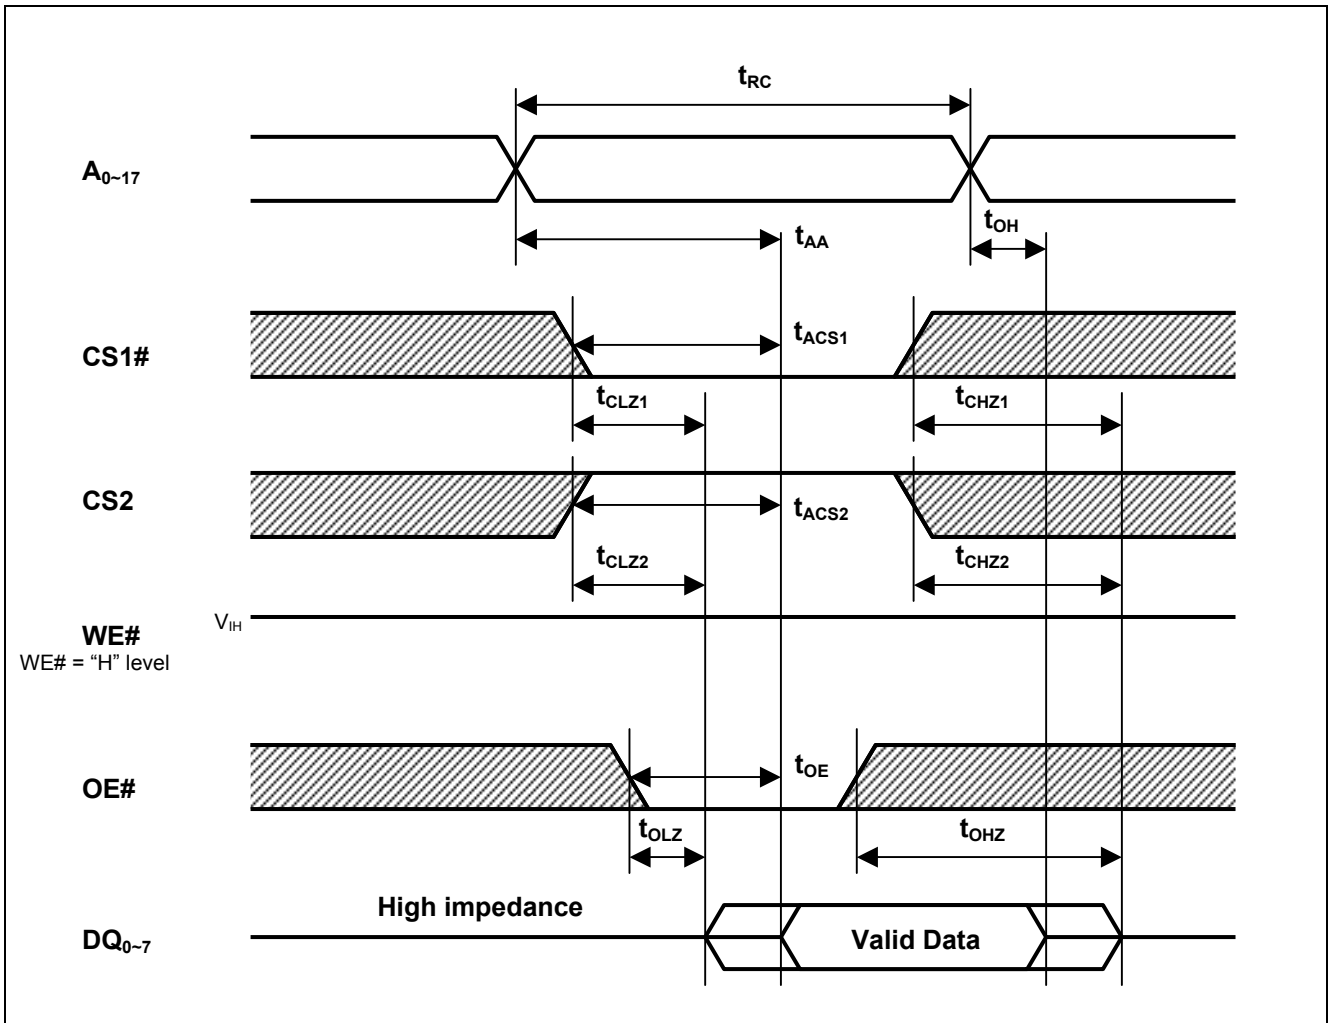 tRC
A0~17
tOH
tAA
tACS1
CS1#
tCLZ1 tCHZ1
CS2
tACS2
tCLZ2 tCHZ2
VIH
WE#
WE# = “H” level
tOE
OE#
tOLZ tOHZ
High impedance
DQ0~7 Valid Data